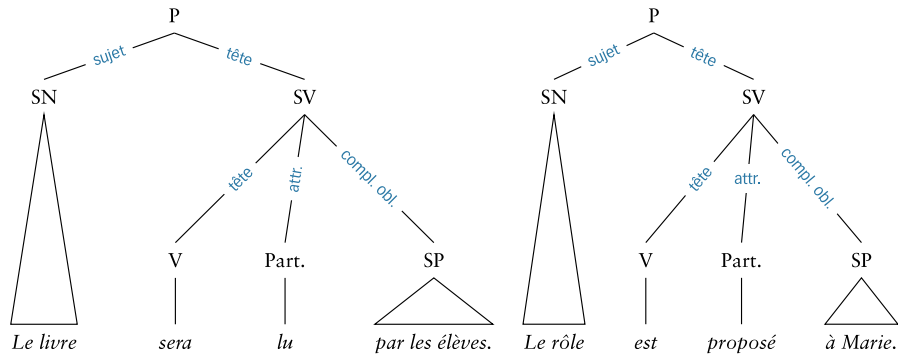 P P
sujet tête sujet tête
SN SV SN SV
tête attr. compl. obl. tête attr. compl. obl.
V Part. SP V Part. SP
Le livre sera lu par les élèves. Le rôle est proposé à Marie.